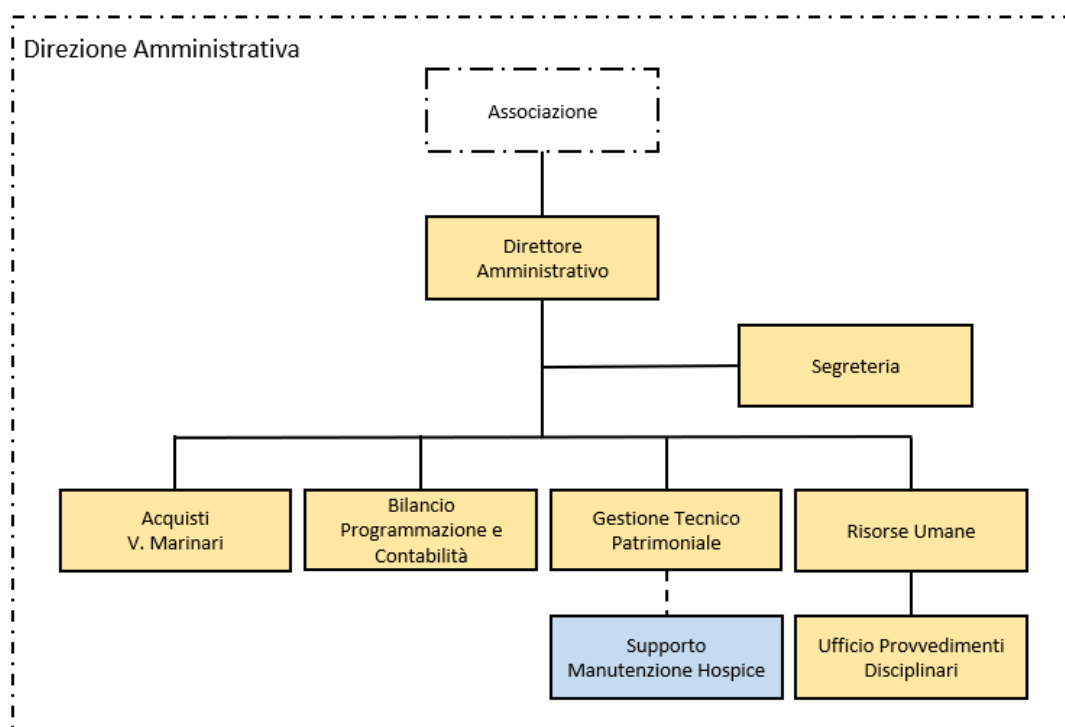 Direzione Amministrativa
Associazione
Direttore
Amministrativo
Segreteria
Acquisti
V. Marinari
Bilancio
Programmazione e
Contabilità
Gestione Tecnico
Patrimoniale
Risorse Umane
Supporto
Manutenzione Hospice
Ufficio Provvedimenti
Disciplinari